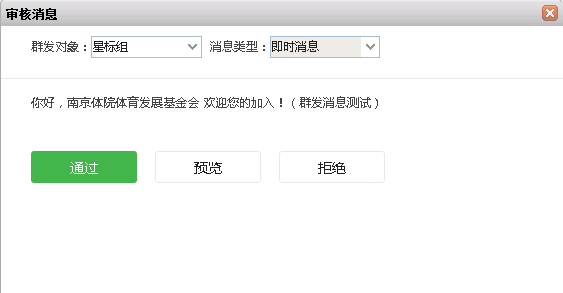 审核消息
群发对象：星标组 消息类型：即时消息
你好，南京体院体育发展基金会 欢迎您的加入！（群发消息测试）
通过 预览 拒绝